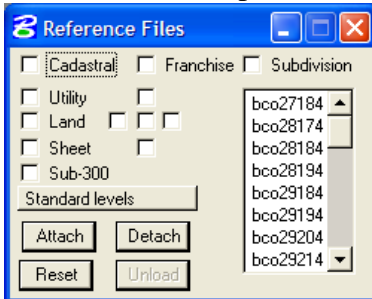 Reference Files
Cadastral Franchise Subdivision
Utility
Land
Sheet
Sub-300
Standard levels
Attach Detach
Reset Unload
bco27184
bco28174
bco28184
bco28194
bco29184
bco29194
bco29204
bco29214